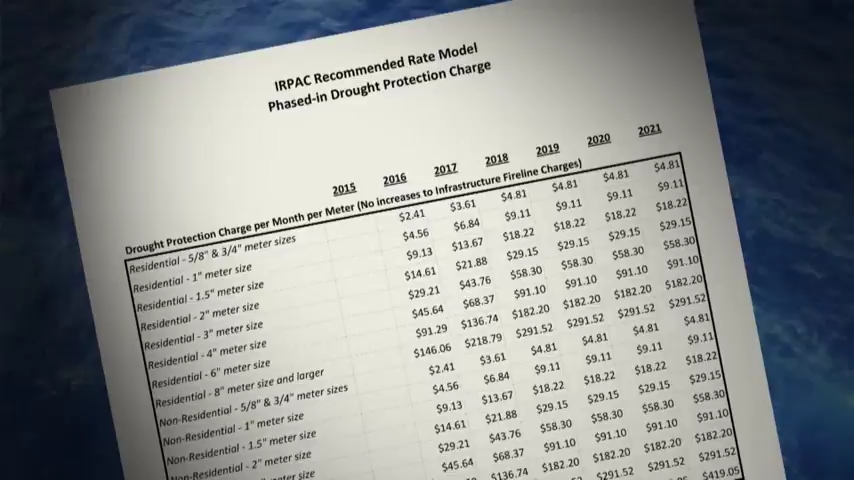 IRPAC Recommended Rate Model
Phased-in Drought Protection Charge
2015 2016 2017 2018 2019 2020 2021
Drought Protection Charge per Month per Meter (No increases to Infrastructure Fireline Charges)
Residential - 5/8" & 3/4" meter sizes $2.41 $3.61 $4.81 $4.81 $4.81 $4.81
Residential - 1" meter size $4.56 $6.84 $9.11 $9.11 $9.11 $9.11
Residential - 1.5" meter size $9.13 $13.67 $18.22 $18.22 $18.22 $18.22
Residential - 2" meter size $14.61 $21.88 $29.15 $29.15 $29.15 $29.15
Residential - 3" meter size $29.21 $43.76 $58.30 $58.30 $58.30 $58.30
Residential - 4" meter size $45.64 $68.37 $91.10 $91.10 $91.10 $91.10
Residential - 6" meter size $91.29 $136.74 $182.20 $182.20 $182.20 $182.20
Residential - 8" meter size and larger $146.06 $218.79 $291.52 $291.52 $291.52 $291.52
Non-Residential - 5/8" & 3/4" meter sizes $2.41 $3.61 $4.81 $4.81 $4.81 $4.81
Non-Residential - 1" meter size $4.56 $6.84 $9.11 $9.11 $9.11 $9.11
Non-Residential - 1.5" meter size $9.13 $13.67 $18.22 $18.22 $18.22 $18.22
Non-Residential - 2" meter size $14.61 $21.88 $29.15 $29.15 $29.15 $29.15
meter size $29.21 $43.76 $58.30 $58.30 $58.30 $58.30
$45.64 $68.37 $91.10 $91.10 $91.10 $91.10
$136.74 $182.20 $182.20 $182.20 $182.20
$291.52 $291.52 $291.52
$419.05